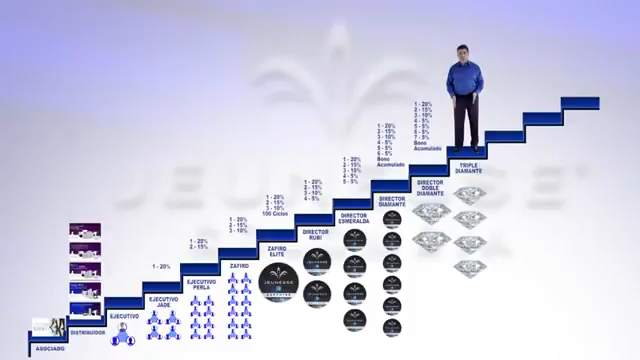 ASOCIADO
DISTRIBUIDOR
EJECUTIVO
1 - 20%
EJECUTIVO
JADE
1 - 20%
2 - 15%
EJECUTIVO
PERLA
1 - 20%
2 - 15%
3 - 10%
ZAFIRO
1 - 20%
2 - 15%
3 - 10%
100 Ciclos
ZAFIRO
ELITE
JEUNESSE
1 - 20%
2 - 15%
3 - 10%
4 - 5%
DIRECTOR
RUBI
JEUNESSE
1 - 20%
2 - 15%
3 - 10%
4 - 5%
5 - 5%
DIRECTOR
ESMERALDA
1 - 20%
2 - 15%
3 - 10%
4 - 5%
5 - 5%
6 - 5%
Bono
Acumulado
DIRECTOR
DIAMANTE
1 - 20%
2 - 15%
3 - 10%
4 - 5%
5 - 5%
6 - 5%
7 - 5%
Bono
Acumulado
DIRECTOR
DOBLE
DIAMANTE
TRIPLE
DIAMANTE